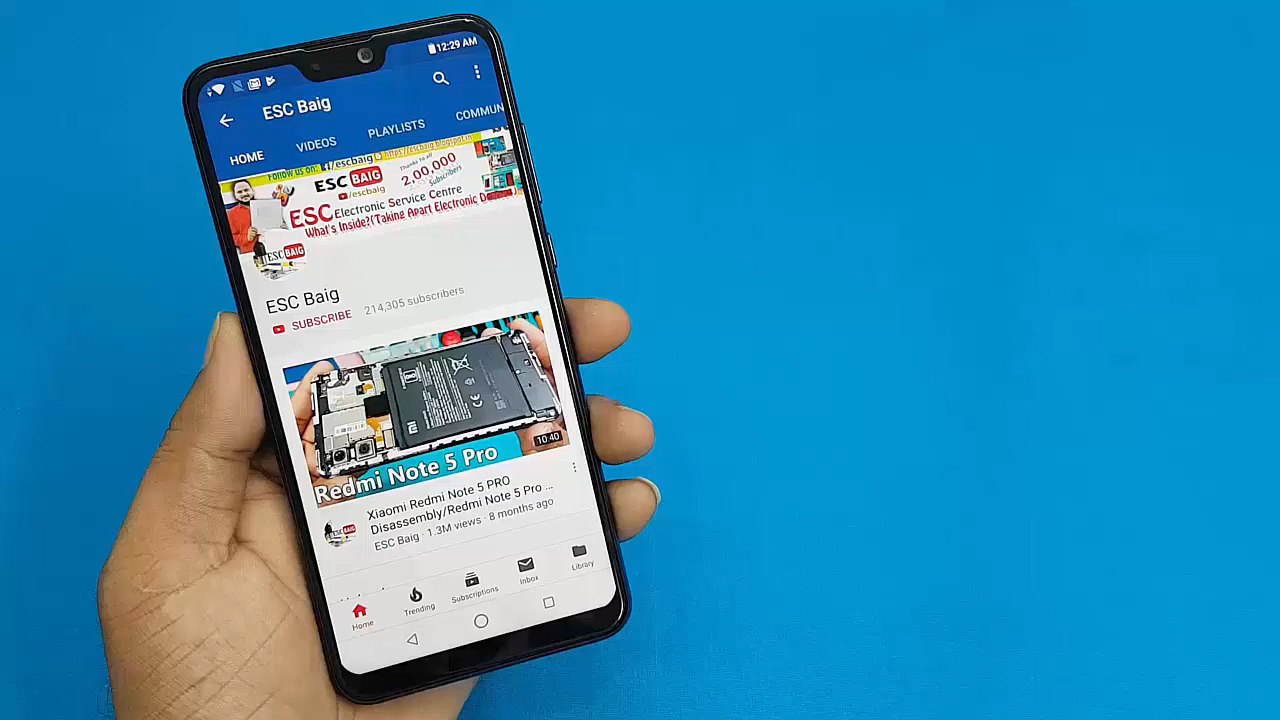 12:29 AM
ESC Baig
HOME VIDEOS PLAYLISTS COMMUN
Follow us on: /escbaig https://escbaig.blogspot.in
ESC BAIG
/escbaig
Thanks to all
2,00,000
Subscribers
ESC Electronic Service Centre
What's Inside?(Taking Apart Electronic D
ESC BAIG
ESC Baig
SUBSCRIBE 214,305 subscribers
mi
10:40
Redmi Note 5 Pro
Xiaomi Redmi Note 5 PRO
Disassembly/Redmi Note 5 Pro ...
ESC Baig · 1.3M views · 8 months ago
ESC BAIG
Home Trending Subscriptions Inbox Library